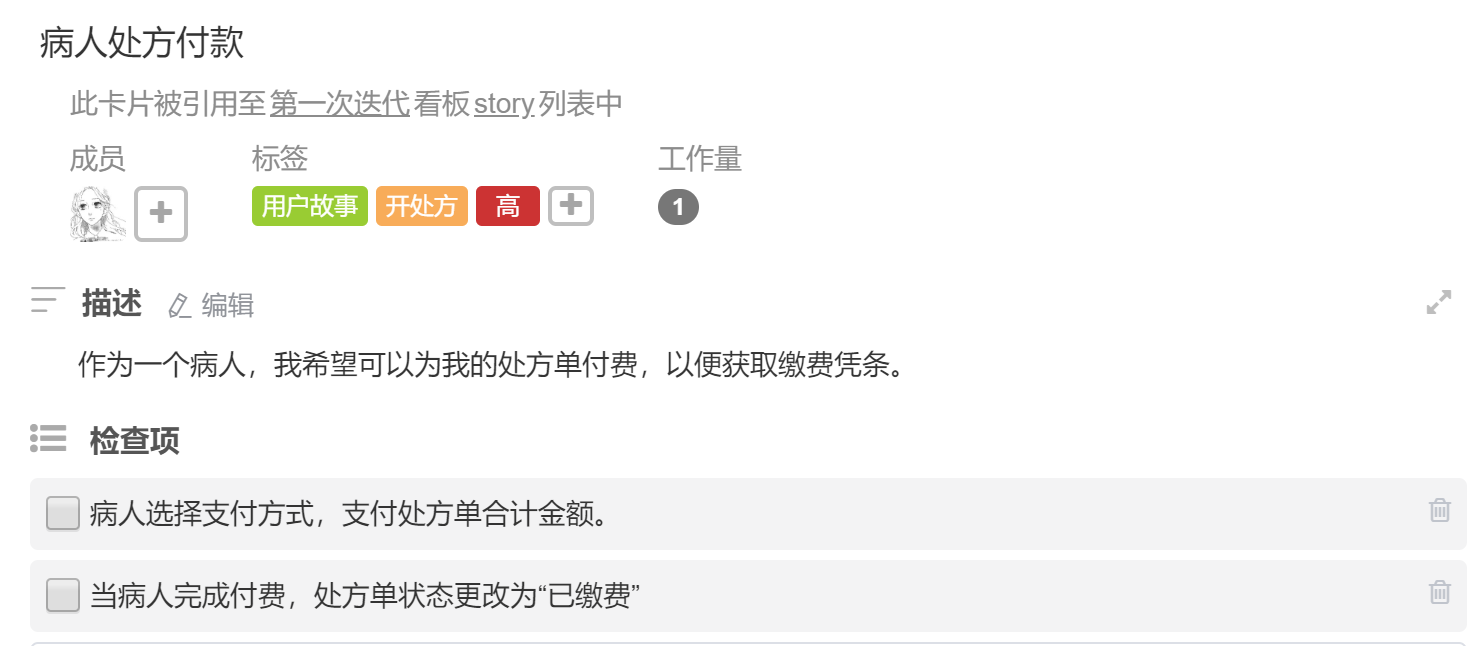 病人处方付款
此卡片被引用至第一次迭代看板story列表中
成员 标签 工作量
用户故事 开处方 高 1
描述 编辑
作为一个病人，我希望可以为我的处方单付费，以便获取缴费凭条。
检查项
病人选择支付方式，支付处方单合计金额。
当病人完成付费，处方单状态更改为“已缴费”